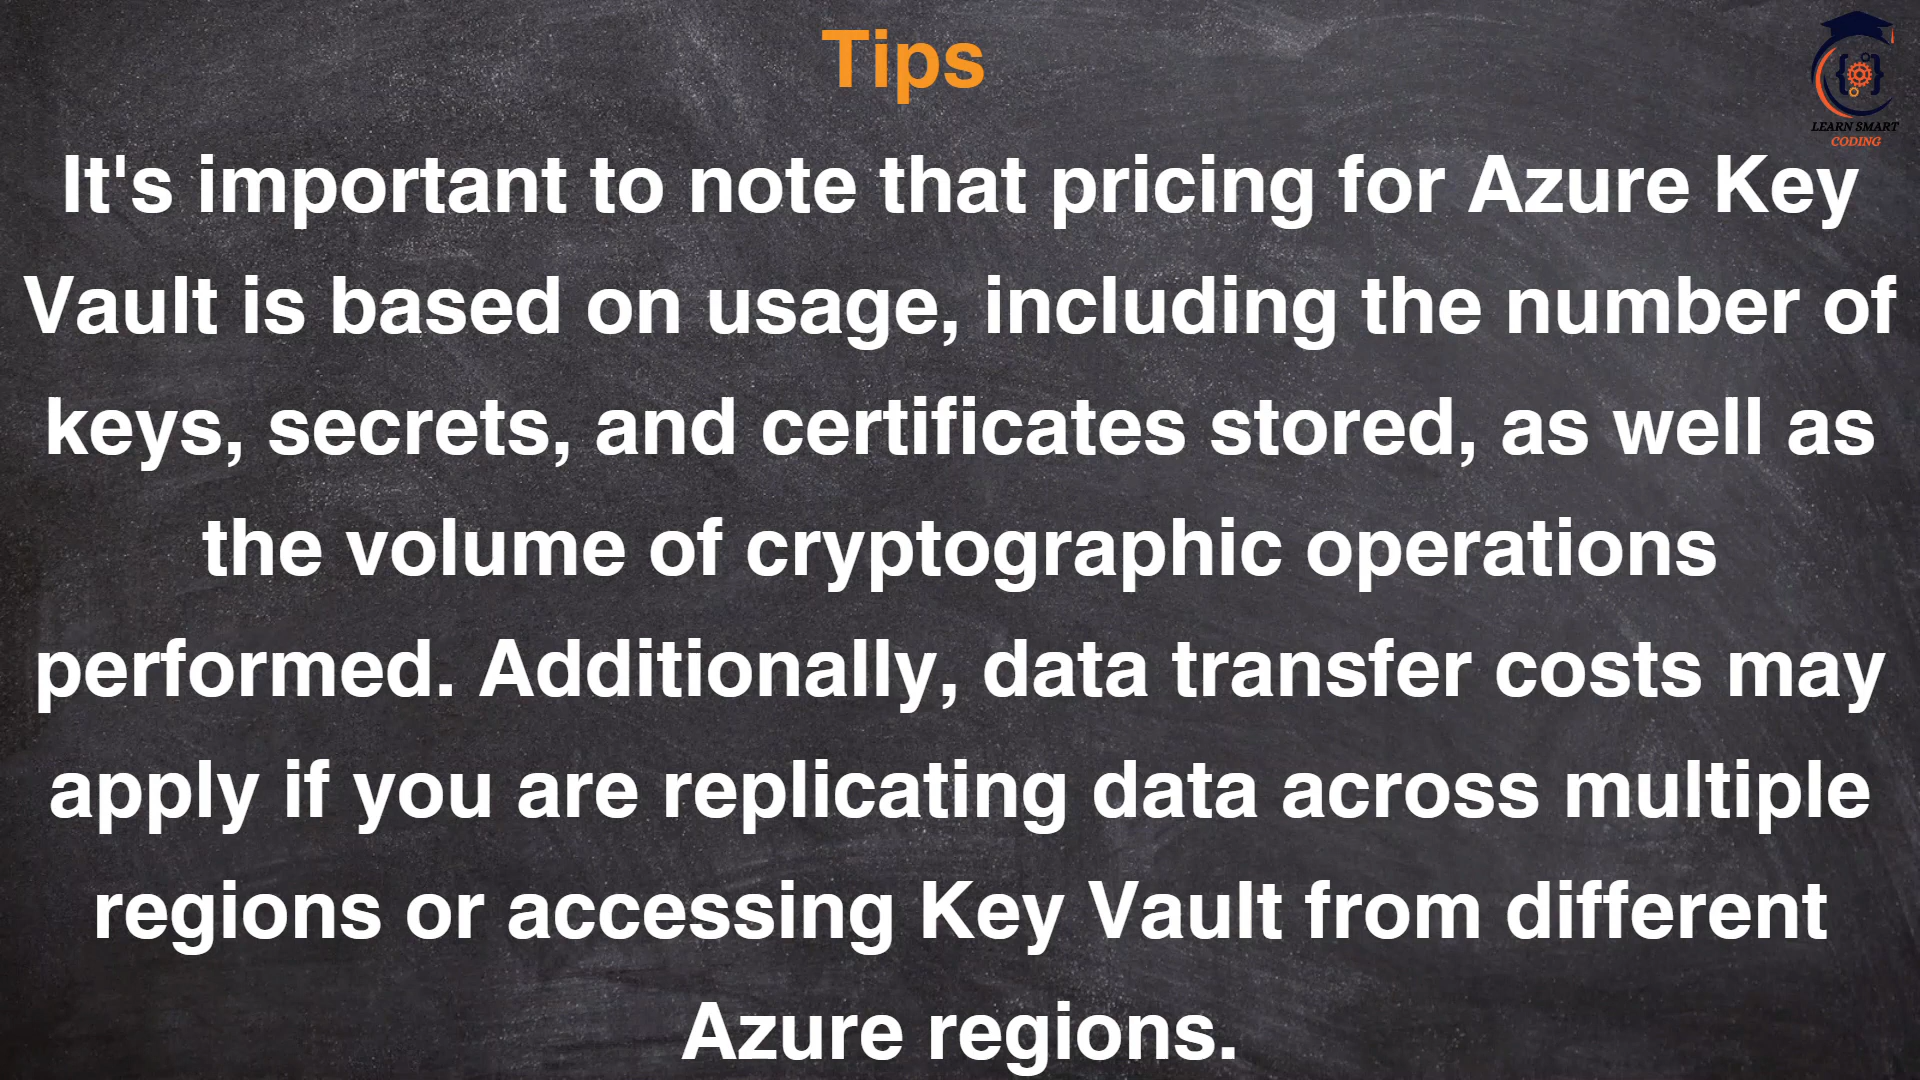 Tips
LEARN SMART
CODING
It's important to note that pricing for Azure Key
Vault is based on usage, including the number of
keys, secrets, and certificates stored, as well as
the volume of cryptographic operations
performed. Additionally, data transfer costs may
apply if you are replicating data across multiple
regions or accessing Key Vault from different
Azure regions.